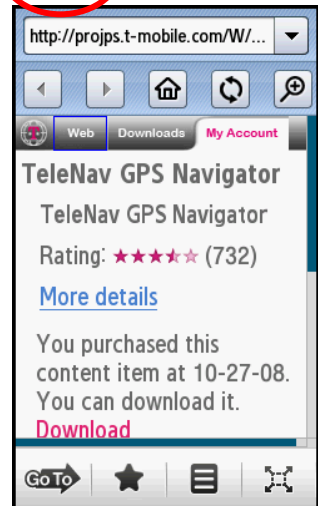 http://projps.t-mobile.com/W/...
Web Downloads My Account
TeleNav GPS Navigator
TeleNav GPS Navigator
Rating: ★★★★☆ (732)
More details
You purchased this
content item at 10-27-08.
You can download it.
Download
GoTo